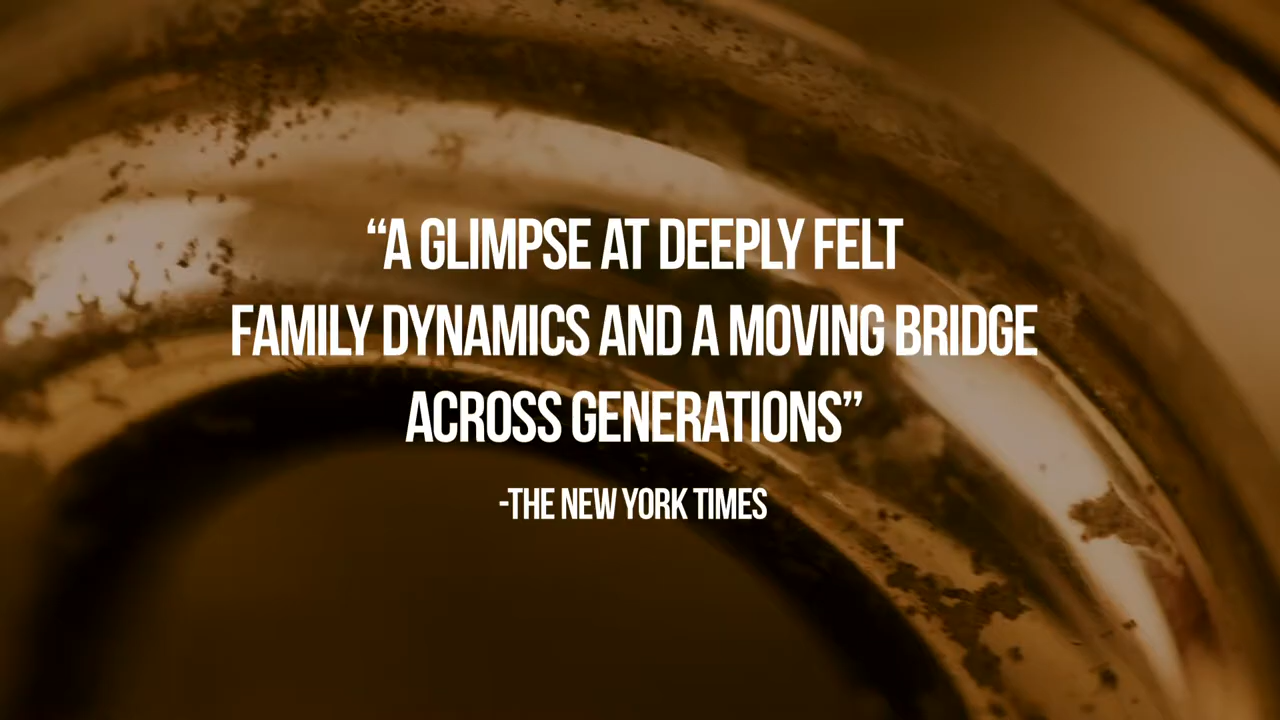 “A GLIMPSE AT DEEPLY FELT
FAMILY DYNAMICS AND A MOVING BRIDGE
ACROSS GENERATIONS”
-THE NEW YORK TIMES